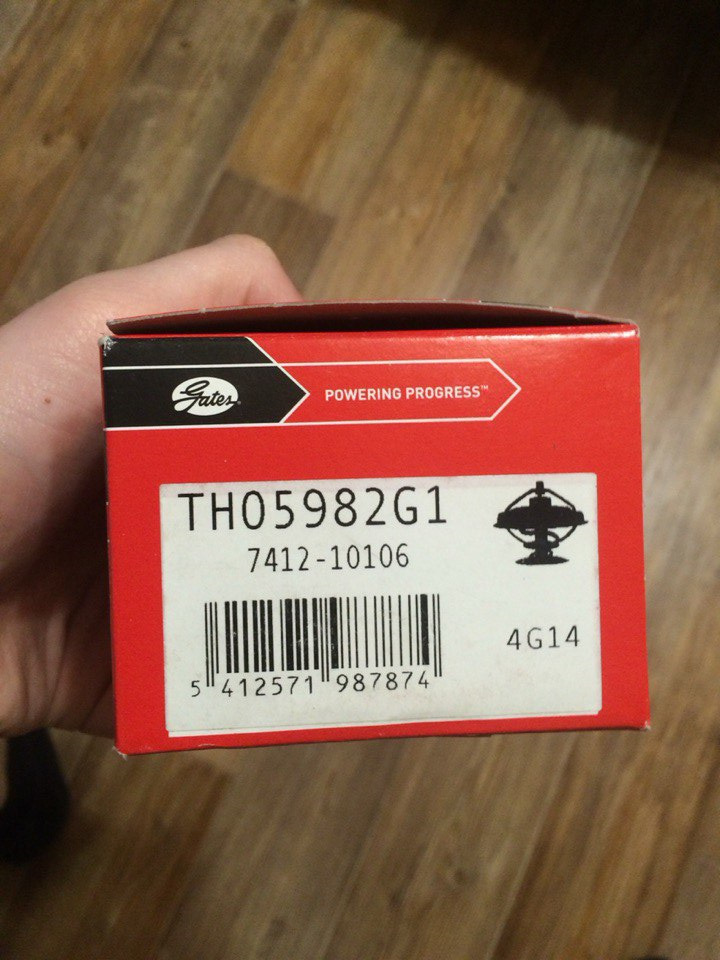 Gates
POWERING PROGRESS™
TH05982G1
7412-10106
4G14
5 412571 987874